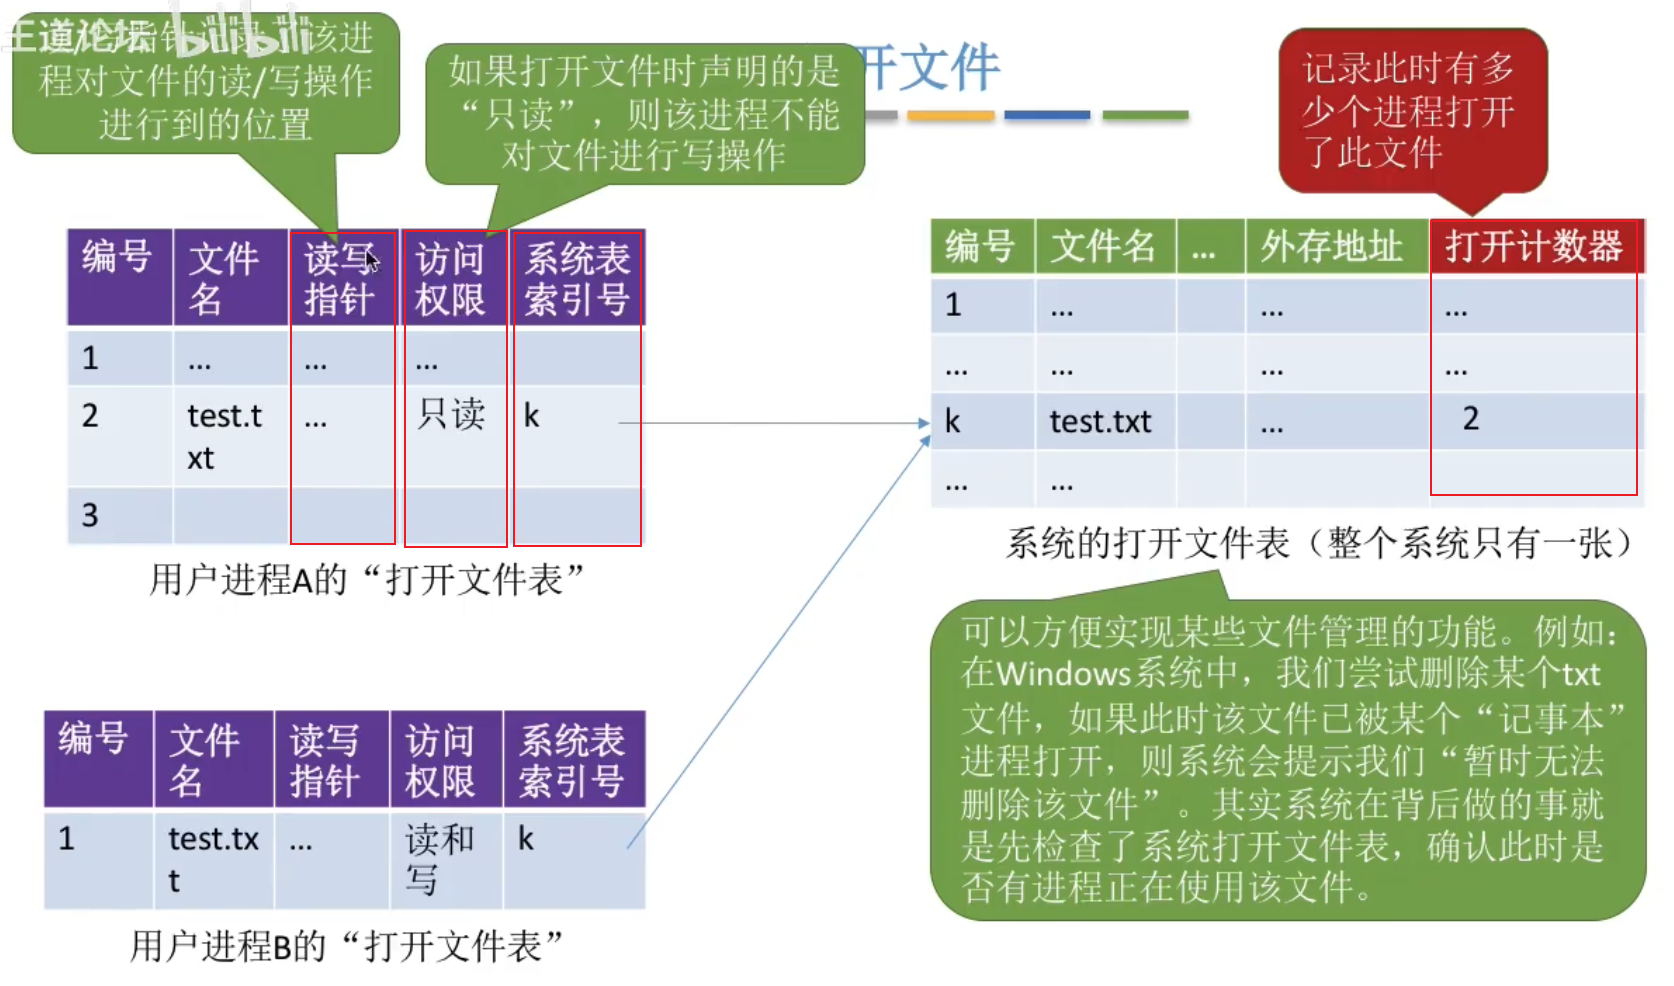 王道论坛
bilibili
读/写指针记录了该进
程对文件的读/写操作
进行到的位置
如果打开文件时声明的是
“只读”，则该进程不能
对文件进行写操作
开文件
记录此时有多
少个进程打开
了此文件
编号 文件名 读写指针 访问权限 系统表索引号
1 ... ... ...
2 test.txt ... 只读 k
3
用户进程A的“打开文件表”
编号 文件名 ... 外存地址 打开计数器
1 ... ... ...
... ... ... ...
k test.txt ... 2
... ...
系统的打开文件表（整个系统只有一张）
可以方便实现某些文件管理的功能。例如：
在Windows系统中，我们尝试删除某个txt
文件，如果此时该文件已被某个“记事本”
进程打开，则系统会提示我们“暂时无法
删除该文件”。其实系统在背后做的事就
是先检查了系统打开文件表，确认此时是
否有进程正在使用该文件。
编号 文件名 读写指针 访问权限 系统表索引号
1 test.txt ... 读和写 k
用户进程B的“打开文件表”